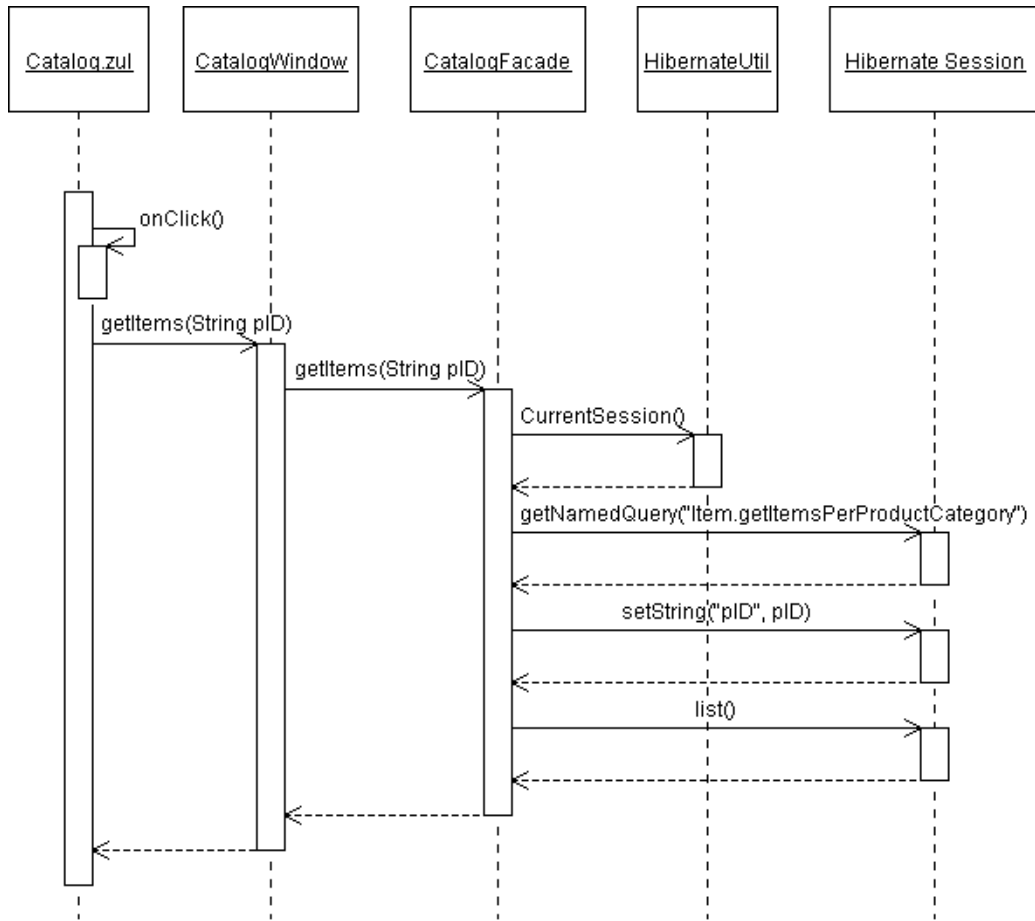 Catalog.zul
CatalogWindow
CatalogFacade
HibernateUtil
Hibernate Session
onClick()
getItems(String pID)
getItems(String pID)
CurrentSession()
getNamedQuery("Item.getItemsPerProductCategory")
setString("pID", pID)
list()